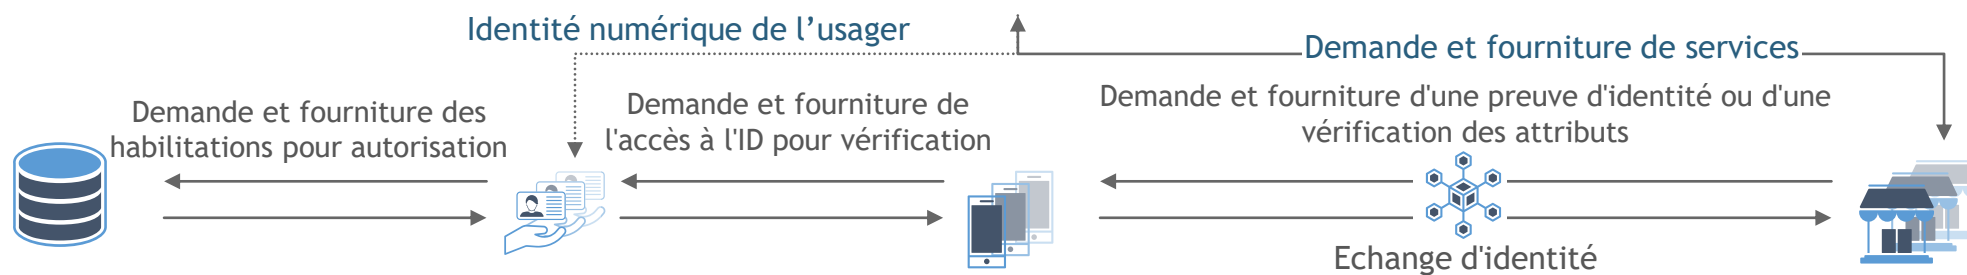 Identité numérique de l’usager
Demande et fourniture de services
Demande et fourniture des
habilitations pour autorisation
Demande et fourniture de
l'accès à l'ID pour vérification
Demande et fourniture d'une preuve d'identité ou d'une
vérification des attributs
Echange d'identité